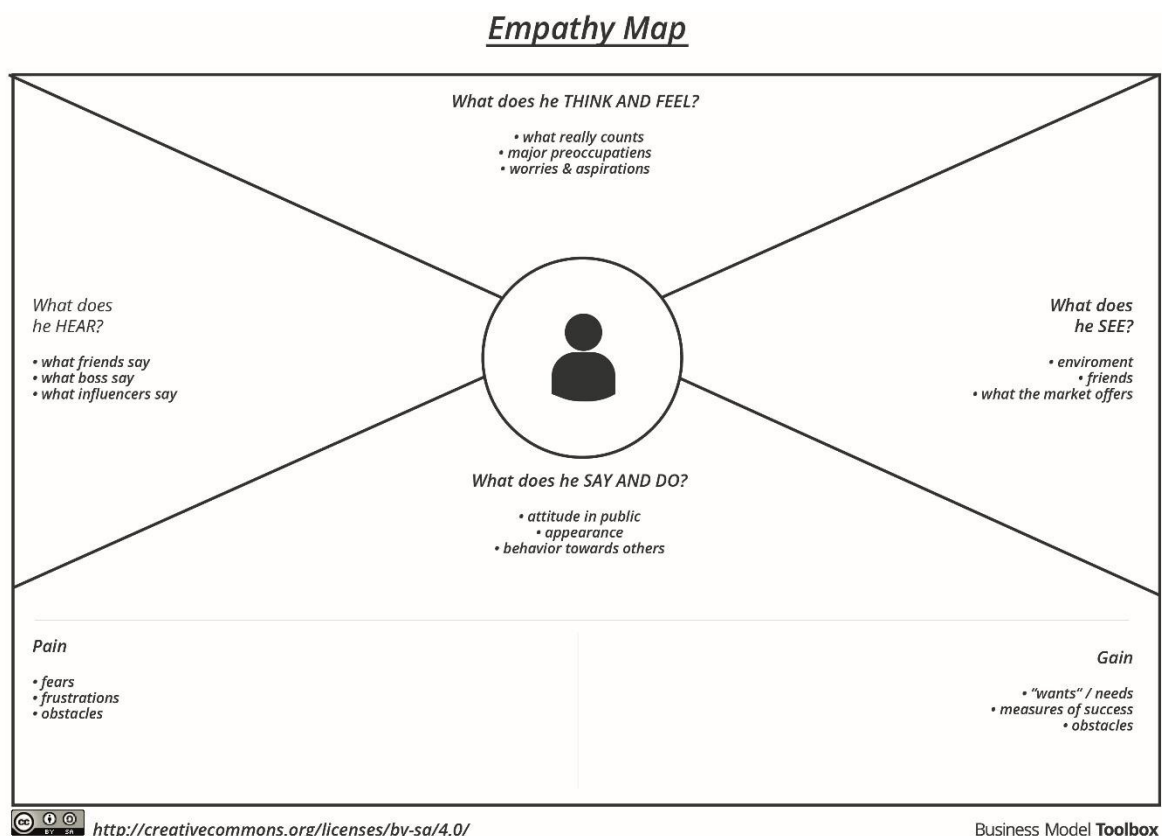 Empathy Map
What does he THINK AND FEEL?
• what really counts
• major preoccupatiens
• worries & aspirations
What does
he HEAR?
• what friends say
• what boss say
• what influencers say
What does
he SEE?
• enviroment
• friends
• what the market offers
What does he SAY AND DO?
• attitude in public
• appearance
• behavior towards others
Pain
• fears
• frustrations
• obstacles
Gain
• “wants” / needs
• measures of success
• obstacles
cc BY SA
http://creativecommons.org/licenses/by-sa/4.0/
Business Model Toolbox